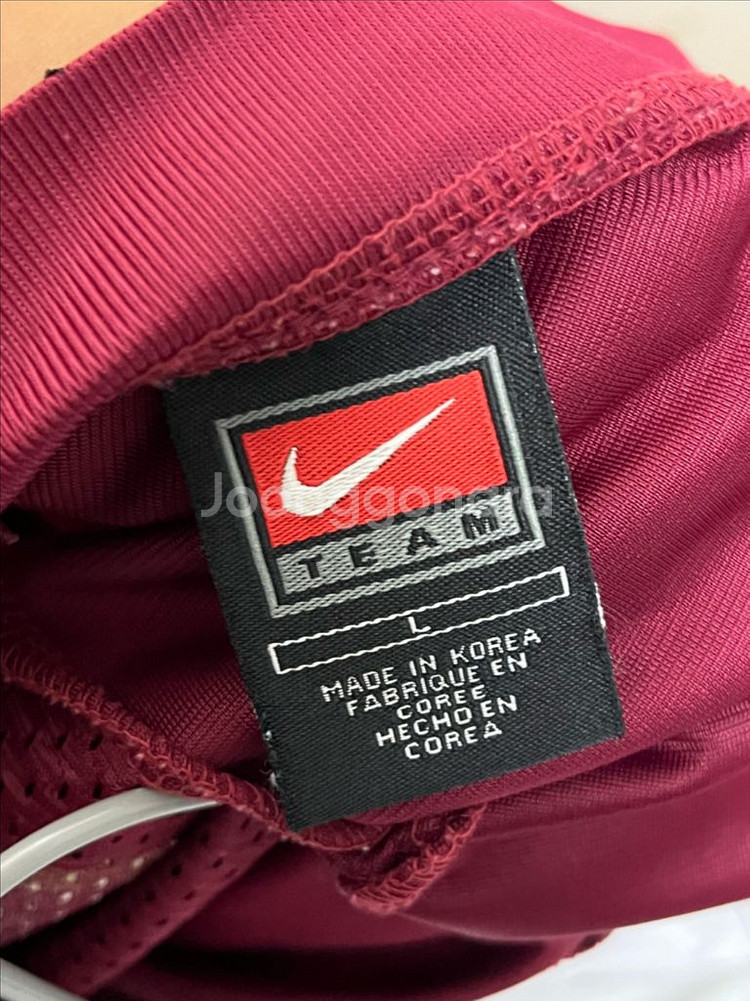 Joonggonara
TEAM
L
MADE IN KOREA
FABRIQUE EN
COREE
HECHO EN
COREA